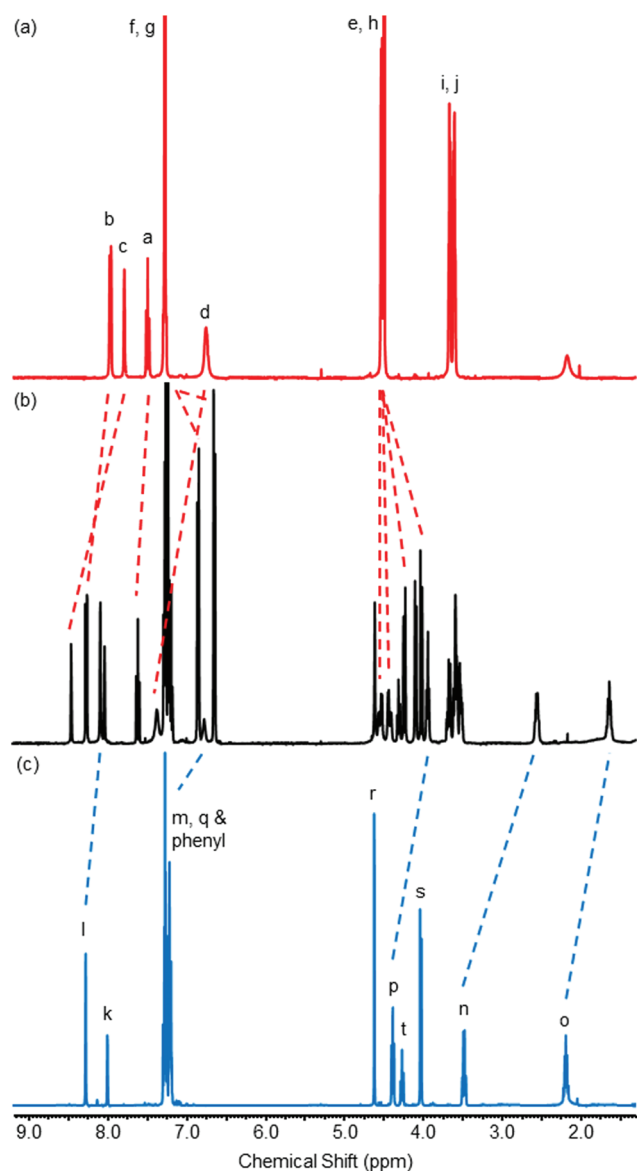 (a)
f, g
e, h
i, j
b
c
a
d
(b)
(c)
m, q &
phenyl
r
l
k
s
p
t
n
o
9.0 8.0 7.0 6.0 5.0 4.0 3.0 2.0
Chemical Shift (ppm)